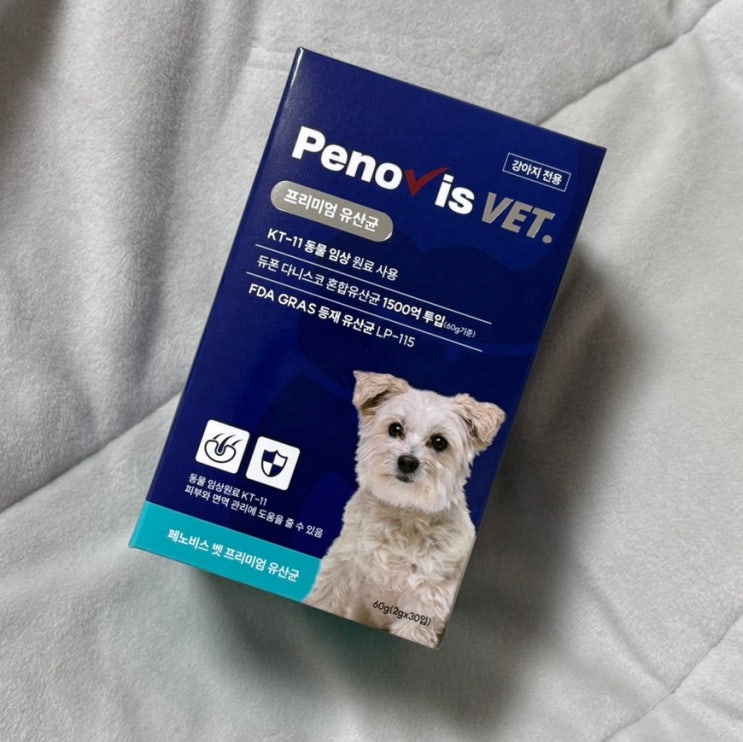 Penovis VET.
강아지 전용
프리미엄 유산균
KT-11 동물 임상 원료 사용
듀폰 다니스코 혼합유산균 1500억 투입(60g기준)
FDA GRAS 등재 유산균 LP-115
동물 임상원료 KT-11
피부와 면역 관리에 도움을 줄 수 있음
페노비스 벳 프리미엄 유산균
60g(2gx30입)